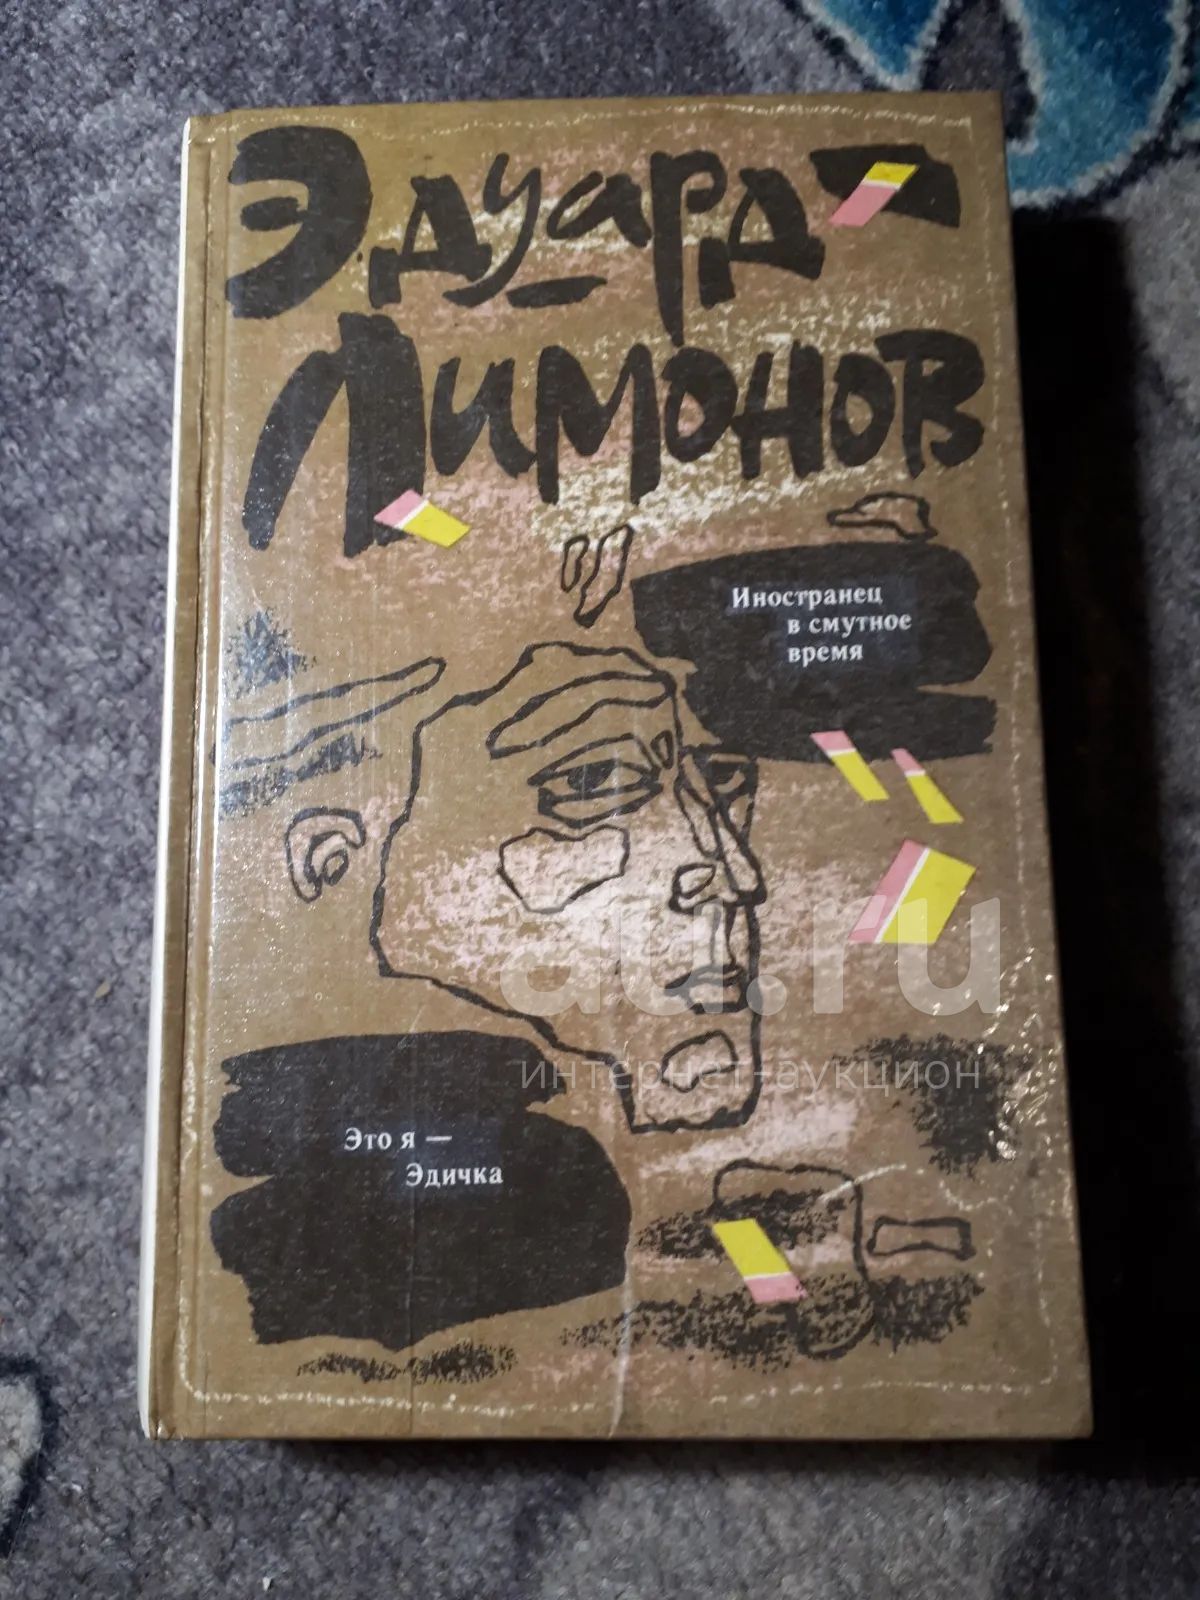 Эдуард
Лимонов
Иностранец
в смутное
время
au.ru
интернет-аукцион
Это я —
Эдичка